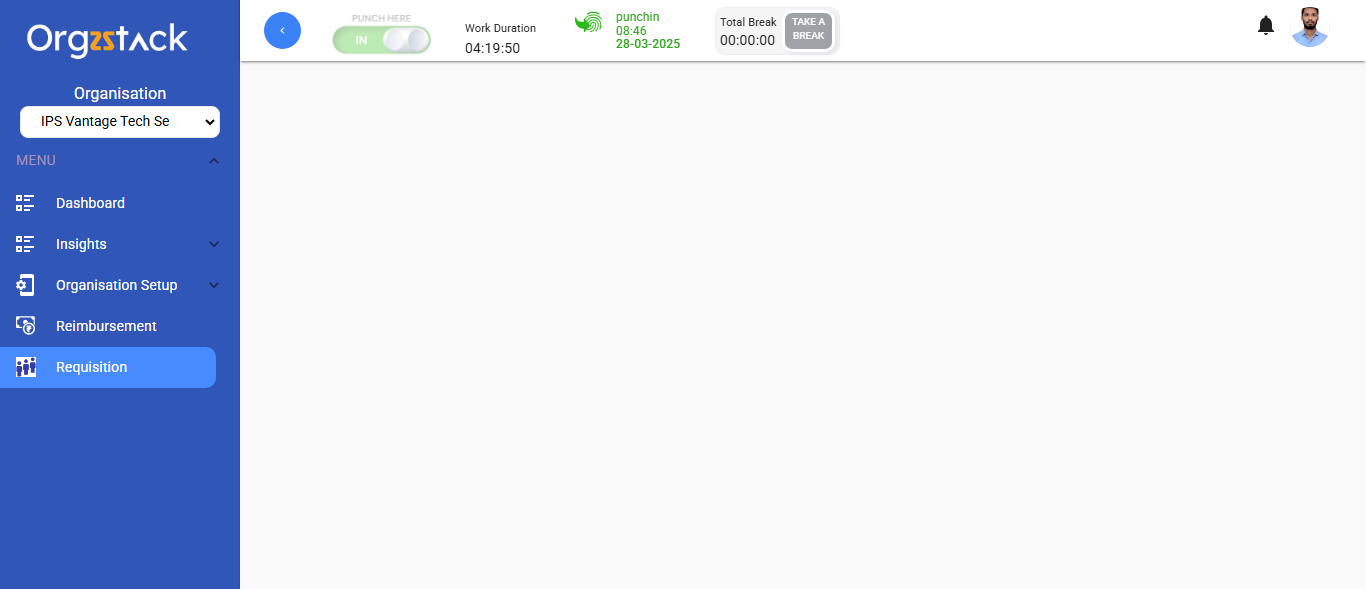 Orgzstack
Organisation
IPS Vantage Tech Se
MENU
Dashboard
Insights
Organisation Setup
Reimbursement
Requisition
PUNCH HERE
IN
Work Duration
04:19:50
punchin
08:46
28-03-2025
Total Break
00:00:00
TAKE A
BREAK